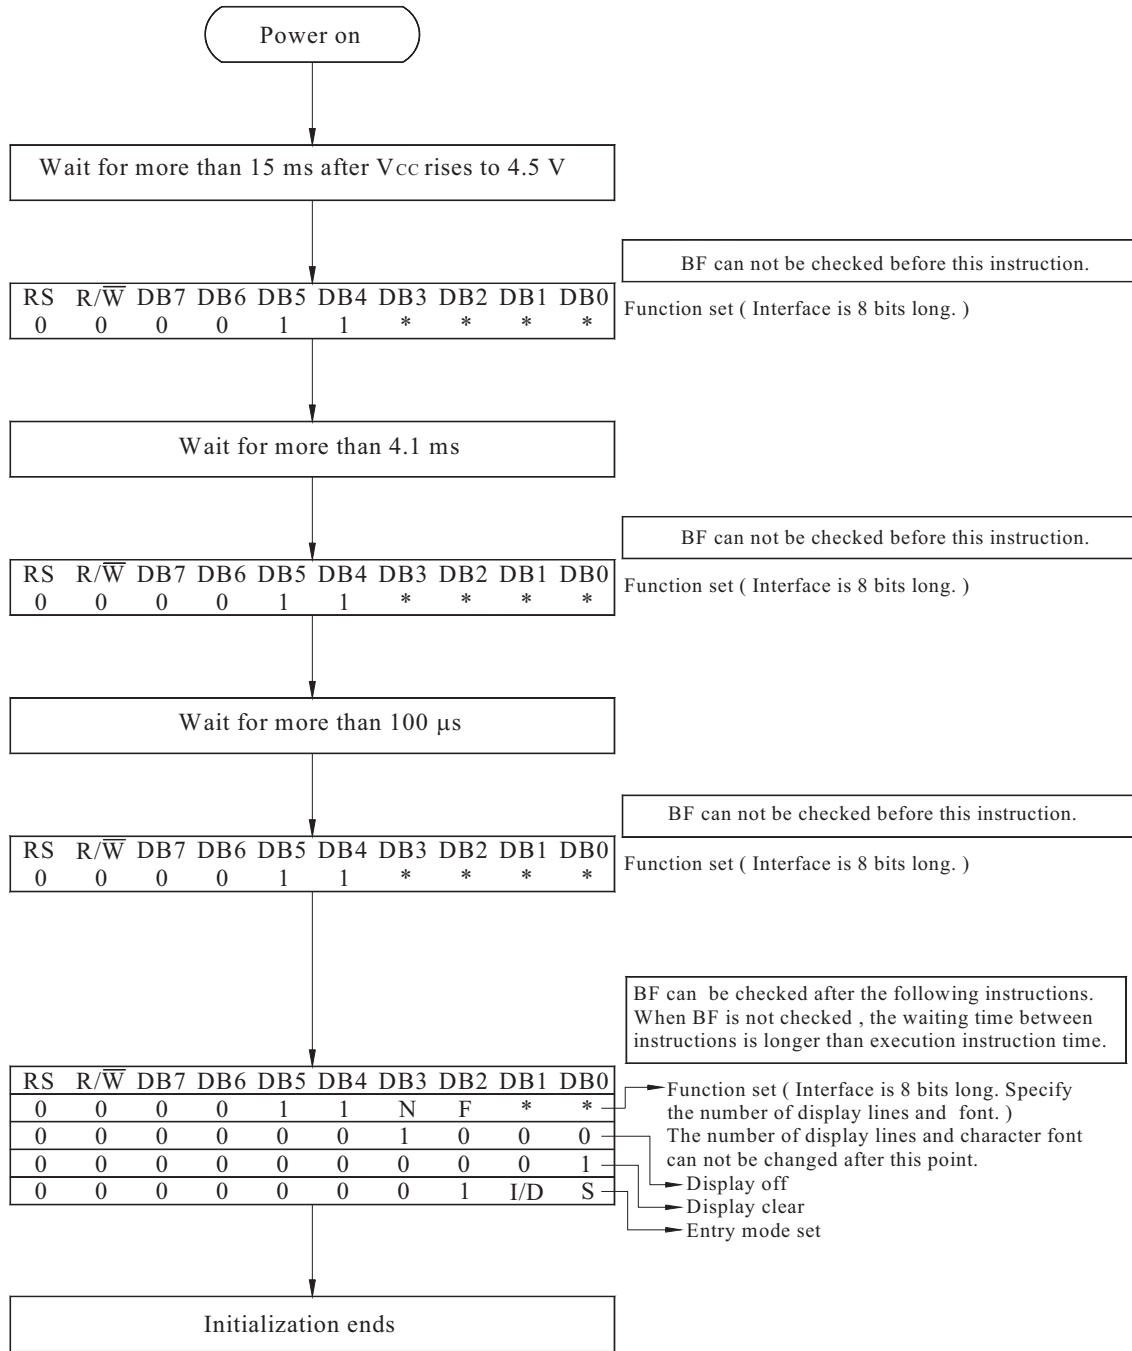 Power on
Wait for more than 15 ms after VCC rises to 4.5 V
BF can not be checked before this instruction.
RS R/W̅ DB7 DB6 DB5 DB4 DB3 DB2 DB1 DB0
0 0 0 0 1 1 * * * *
Function set ( Interface is 8 bits long. )
Wait for more than 4.1 ms
BF can not be checked before this instruction.
RS R/W̅ DB7 DB6 DB5 DB4 DB3 DB2 DB1 DB0
0 0 0 0 1 1 * * * *
Function set ( Interface is 8 bits long. )
Wait for more than 100 µs
BF can not be checked before this instruction.
RS R/W̅ DB7 DB6 DB5 DB4 DB3 DB2 DB1 DB0
0 0 0 0 1 1 * * * *
Function set ( Interface is 8 bits long. )
BF can be checked after the following instructions.
When BF is not checked , the waiting time between
instructions is longer than execution instruction time.
RS R/W̅ DB7 DB6 DB5 DB4 DB3 DB2 DB1 DB0
0 0 0 0 1 1 N F * *
0 0 0 0 0 0 1 0 0 0
0 0 0 0 0 0 0 0 0 1
0 0 0 0 0 0 0 1 I/D S
Function set ( Interface is 8 bits long. Specify
the number of display lines and font. )
The number of display lines and character font
can not be changed after this point.
Display off
Display clear
Entry mode set
Initialization ends